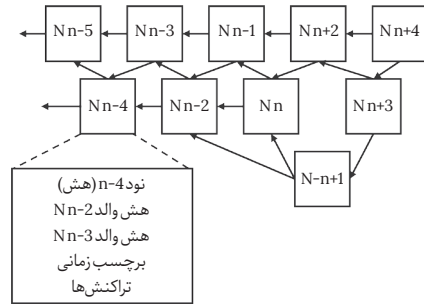 Nn-5 Nn-3 Nn-1 Nn+2 Nn+4
Nn-4 Nn-2 Nn Nn+3
N-n+1
نود n-4 (هش)
هش والد Nn-2
هش والد Nn-3
برچسب زمانی
تراکنش‌ها